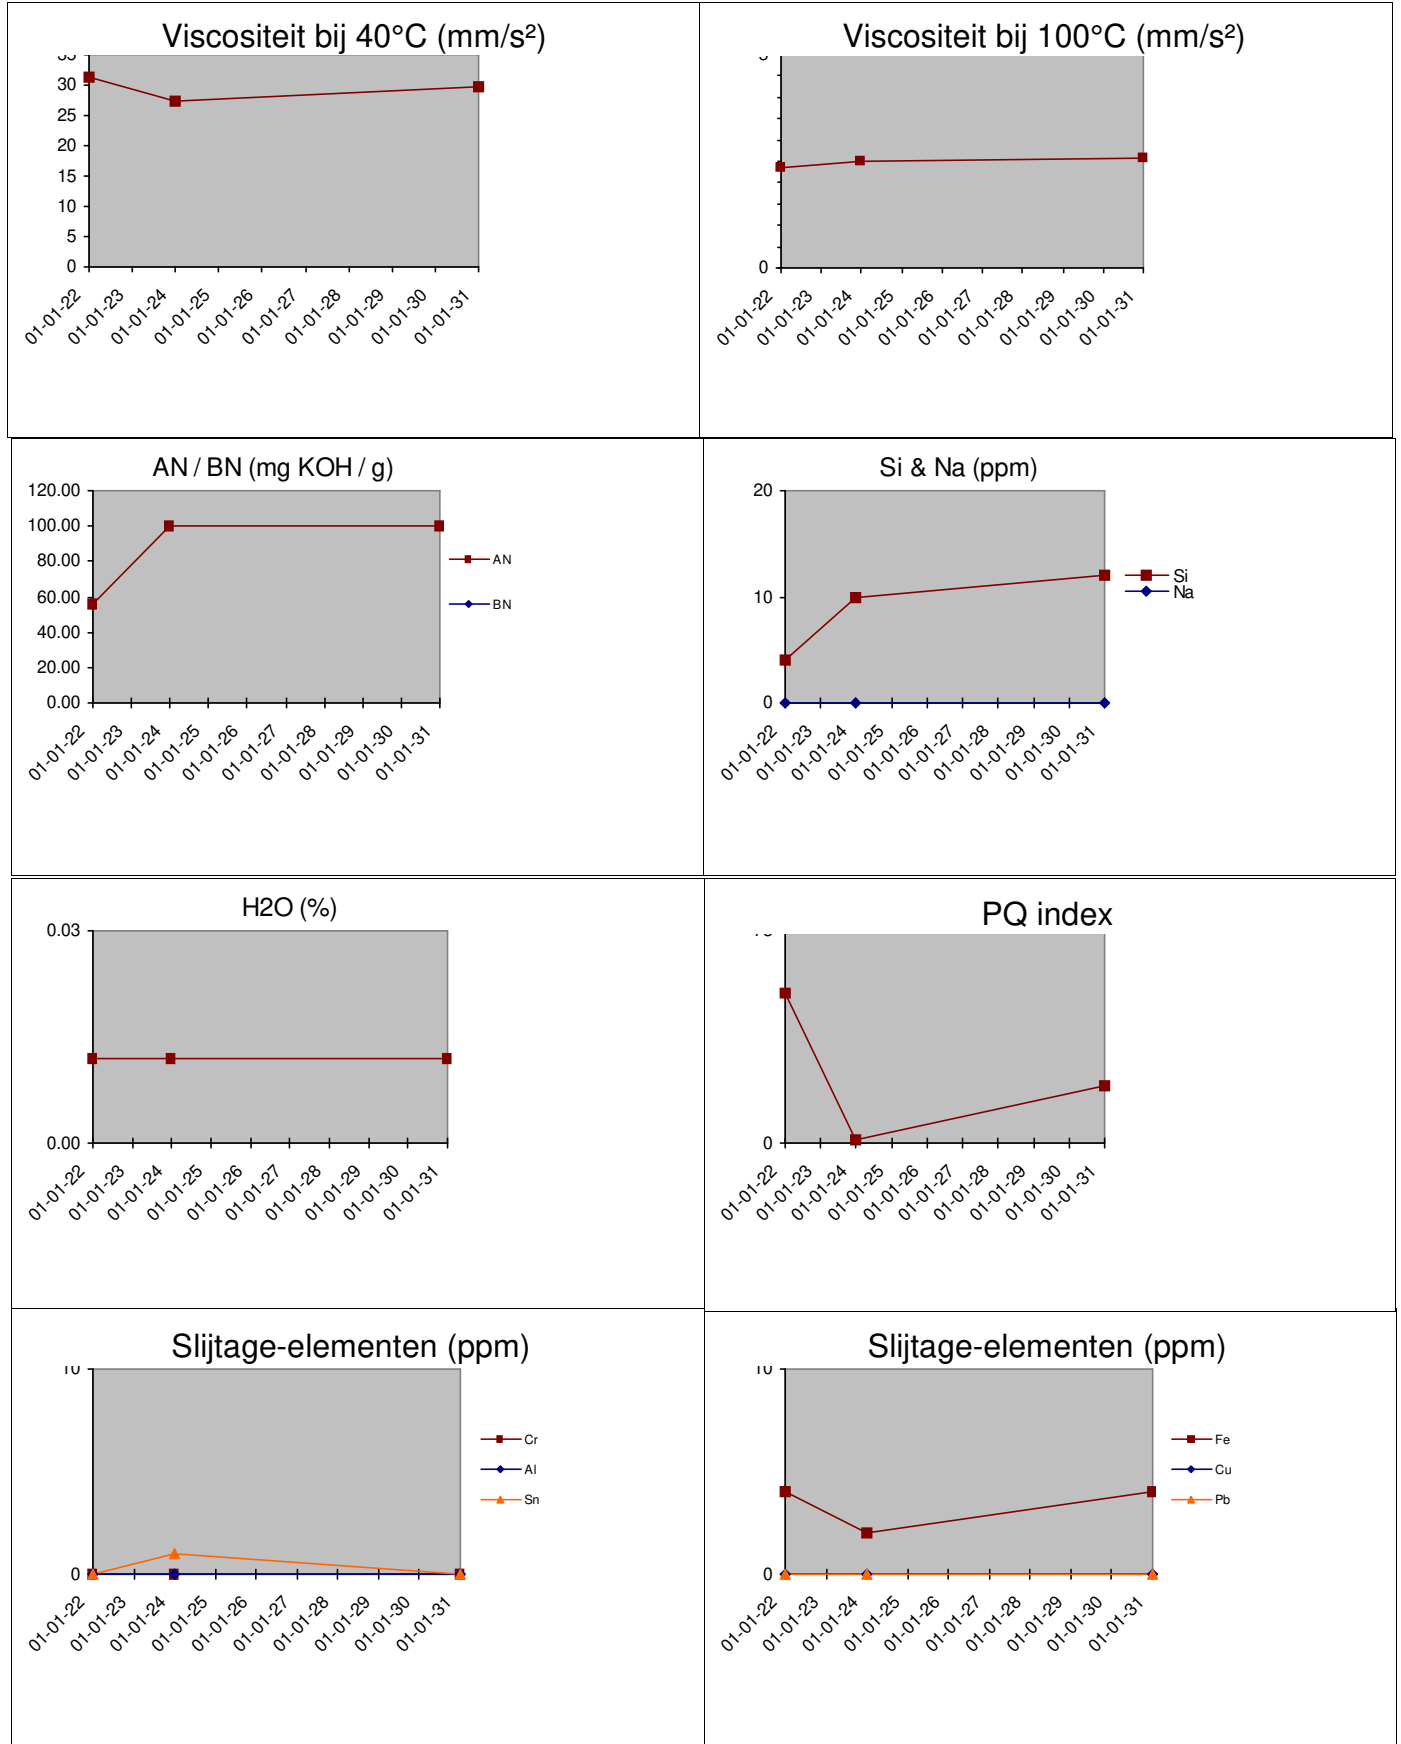 Viscositeit bij 40°C (mm/s²)
30
25
20
15
10
5
0
01-01-22 01-01-23 01-01-24 01-01-25 01-01-26 01-01-27 01-01-28 01-01-29 01-01-30 01-01-31
Viscositeit bij 100°C (mm/s²)
0
01-01-22 01-01-23 01-01-24 01-01-25 01-01-26 01-01-27 01-01-28 01-01-29 01-01-30 01-01-31
AN / BN (mg KOH / g)
120.00
100.00
80.00
60.00
40.00
20.00
0.00
01-01-22 01-01-23 01-01-24 01-01-25 01-01-26 01-01-27 01-01-28 01-01-29 01-01-30 01-01-31
AN
BN
Si & Na (ppm)
20
10
0
01-01-22 01-01-23 01-01-24 01-01-25 01-01-26 01-01-27 01-01-28 01-01-29 01-01-30 01-01-31
Si
Na
H2O (%)
0.03
0.00
01-01-22 01-01-23 01-01-24 01-01-25 01-01-26 01-01-27 01-01-28 01-01-29 01-01-30 01-01-31
PQ index
0
01-01-22 01-01-23 01-01-24 01-01-25 01-01-26 01-01-27 01-01-28 01-01-29 01-01-30 01-01-31
Slijtage-elementen (ppm)
10
0
01-01-22 01-01-23 01-01-24 01-01-25 01-01-26 01-01-27 01-01-28 01-01-29 01-01-30 01-01-31
Cr
Al
Sn
Slijtage-elementen (ppm)
10
0
01-01-22 01-01-23 01-01-24 01-01-25 01-01-26 01-01-27 01-01-28 01-01-29 01-01-30 01-01-31
Fe
Cu
Pb